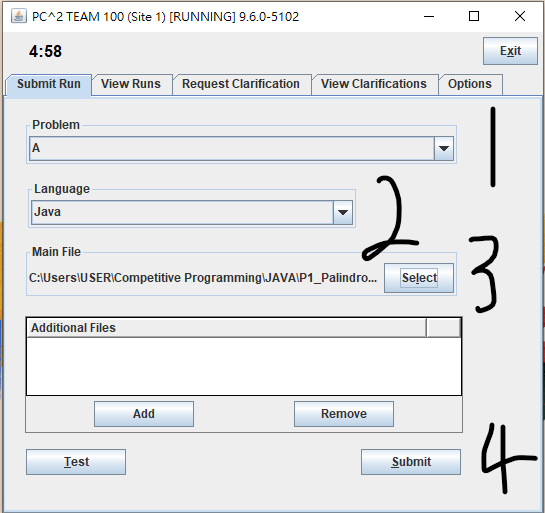 PC^2 TEAM 100 (Site 1) [RUNNING] 9.6.0-5102
4:58
Exit
Submit Run View Runs Request Clarification View Clarifications Options
Problem
A
1
Language
Java
2
Main File
C:\Users\USER\Competitive Programming\JAVA\P1_Palindro... Select
3
Additional Files
Add Remove
Test Submit
4